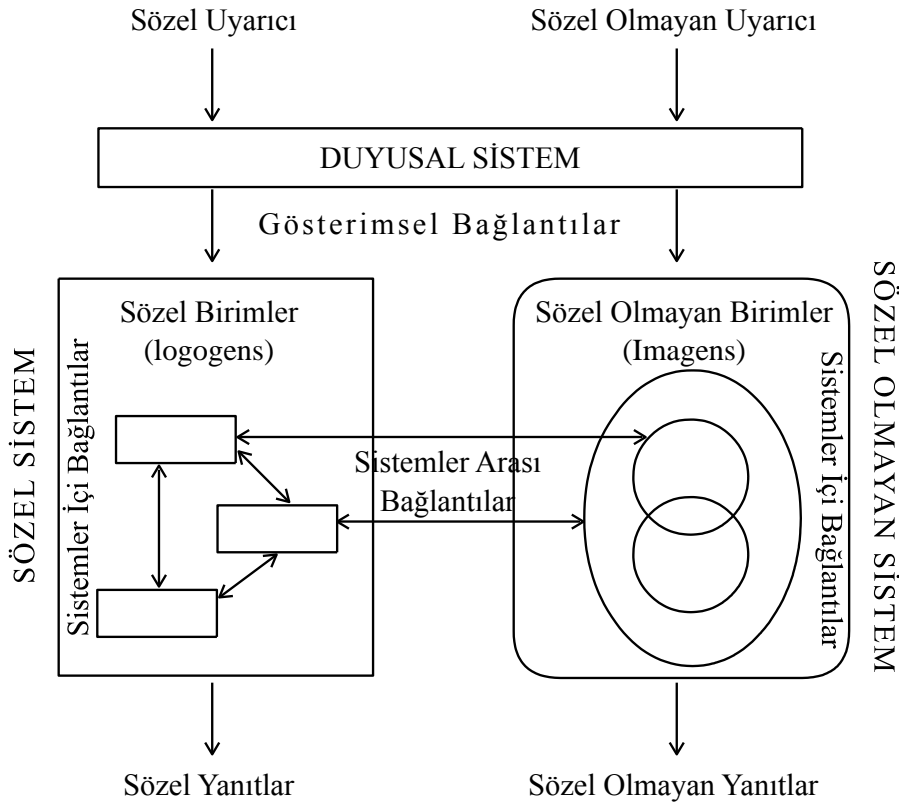 Sözel Uyarıcı
Sözel Olmayan Uyarıcı
DUYUSAL SİSTEM
Gösterimsel Bağlantılar
SÖZEL SİSTEM
Sözel Birimler
(logogens)
Sistemler İçi Bağlantılar
Sistemler Arası
Bağlantılar
Sözel Olmayan Birimler
(Imagens)
Sistemler İçi Bağlantılar
SÖZEL OLMAYAN SİSTEM
Sözel Yanıtlar
Sözel Olmayan Yanıtlar